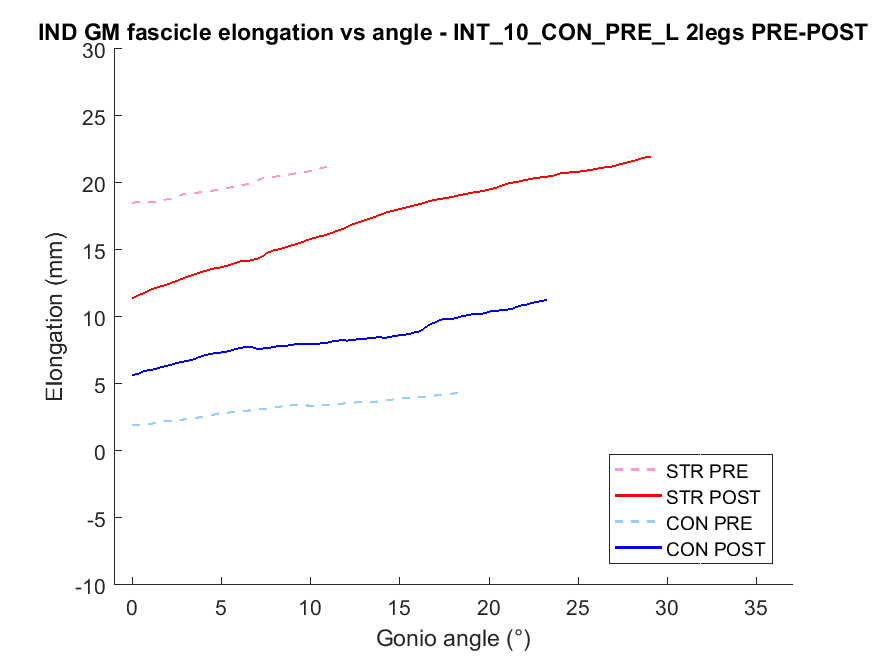 IND GM fascicle elongation vs angle - INT_10_CON_PRE_L 2legs PRE-POST
30
25
20
15
10
5
0
-5
-10
Elongation (mm)
0 5 10 15 20 25 30 35
Gonio angle (°)
STR PRE
STR POST
CON PRE
CON POST